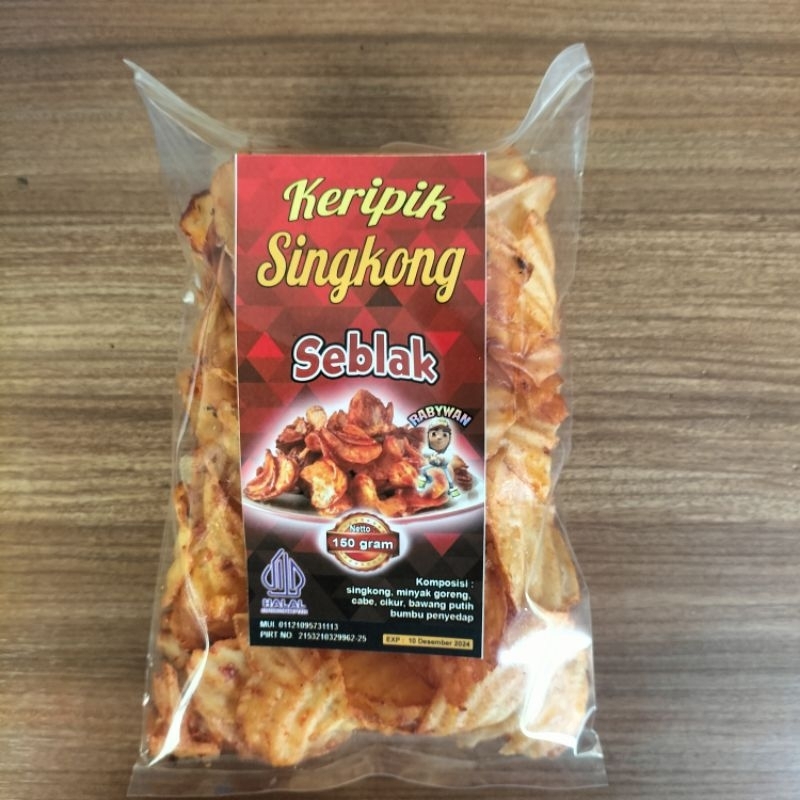 Keripik
Singkong
Seblak
RABYWAN
Netto
150 gram
HALAL
Komposisi :
singkong, minyak goreng,
cabe, cikur, bawang putih
bumbu penyedap
MUI. 01121095731113
PIRT NO. 2153210329962-25
EXP : 10 Desember 2024